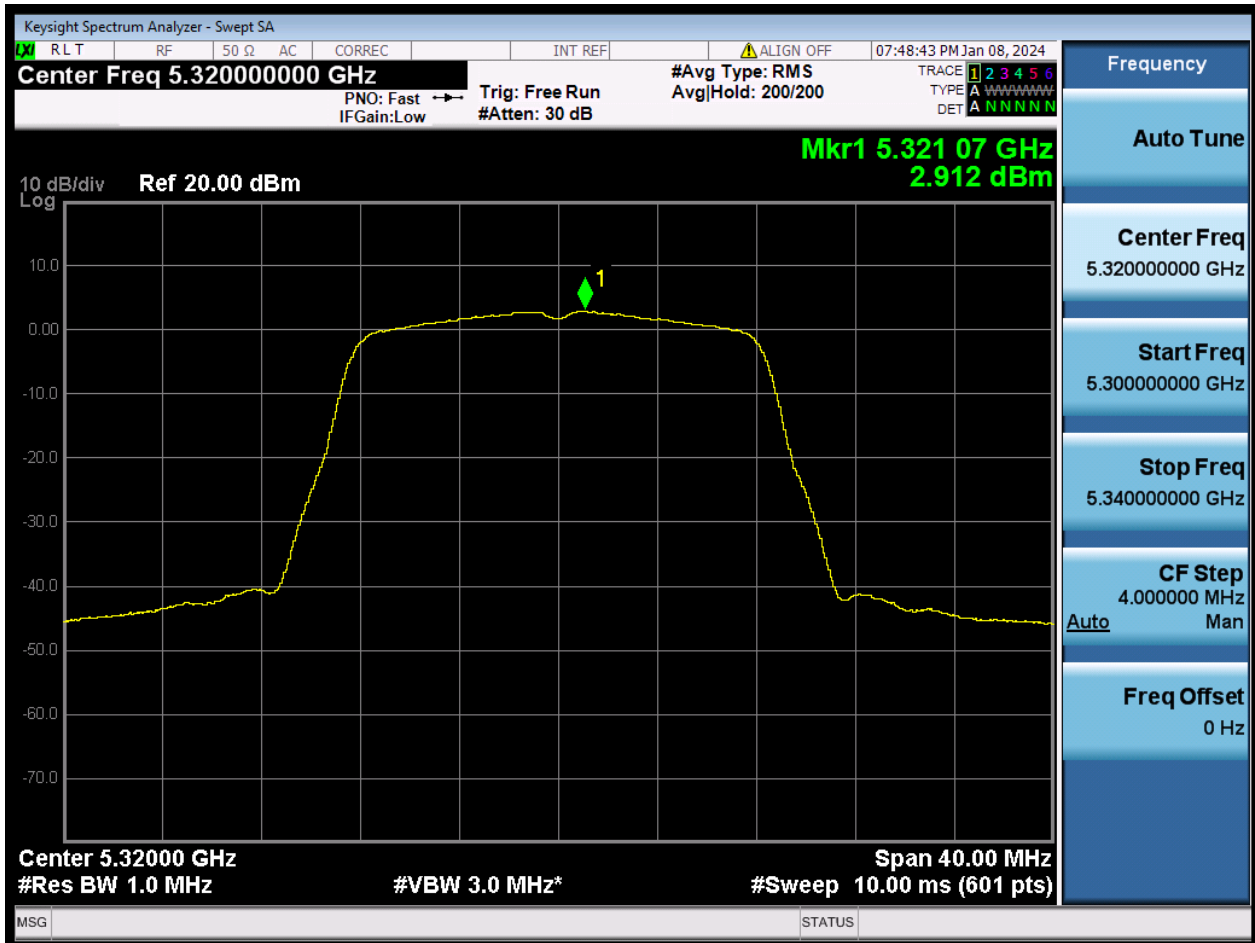 Keysight Spectrum Analyzer - Swept SA
LXI RLT RF 50 Ω AC CORREC INT REF ALIGN OFF 07:48:43 PM Jan 08, 2024
Center Freq 5.320000000 GHz
PNO: Fast
IFGain:Low
Trig: Free Run
#Atten: 30 dB
#Avg Type: RMS
Avg|Hold: 200/200
TRACE 1 2 3 4 5 6
TYPE A WWWWW
DET A N N N N N
Mkr1 5.321 07 GHz
2.912 dBm
10 dB/div Ref 20.00 dBm
Log
1
10.0
0.00
-10.0
-20.0
-30.0
-40.0
-50.0
-60.0
-70.0
Center 5.32000 GHz Span 40.00 MHz
#Res BW 1.0 MHz #VBW 3.0 MHz* #Sweep 10.00 ms (601 pts)
MSG STATUS
Frequency
Auto Tune
Center Freq
5.320000000 GHz
Start Freq
5.300000000 GHz
Stop Freq
5.340000000 GHz
CF Step
4.000000 MHz
Auto Man
Freq Offset
0 Hz